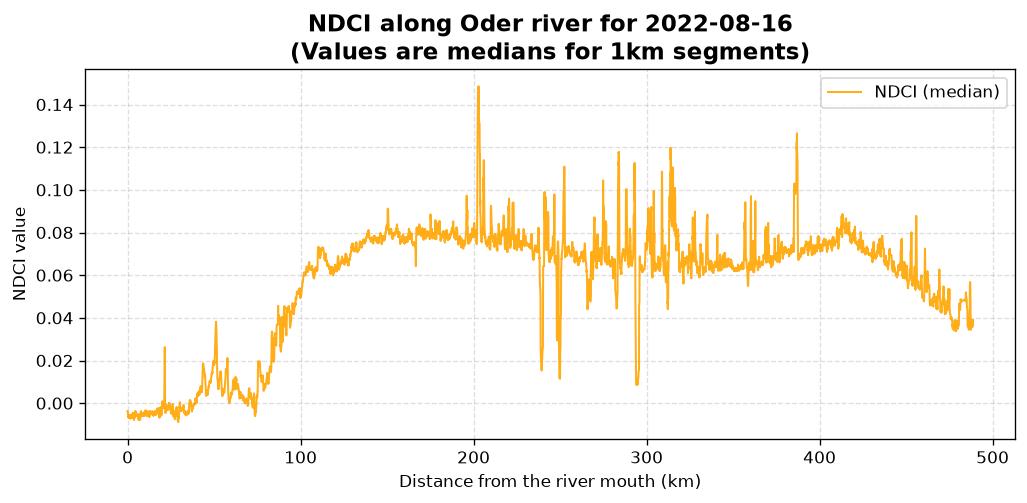 NDCI along Oder river for 2022-08-16
(Values are medians for 1km segments)
NDCI (median)
NDCI value
0.14
0.12
0.10
0.08
0.06
0.04
0.02
0.00
0 100 200 300 400 500
Distance from the river mouth (km)